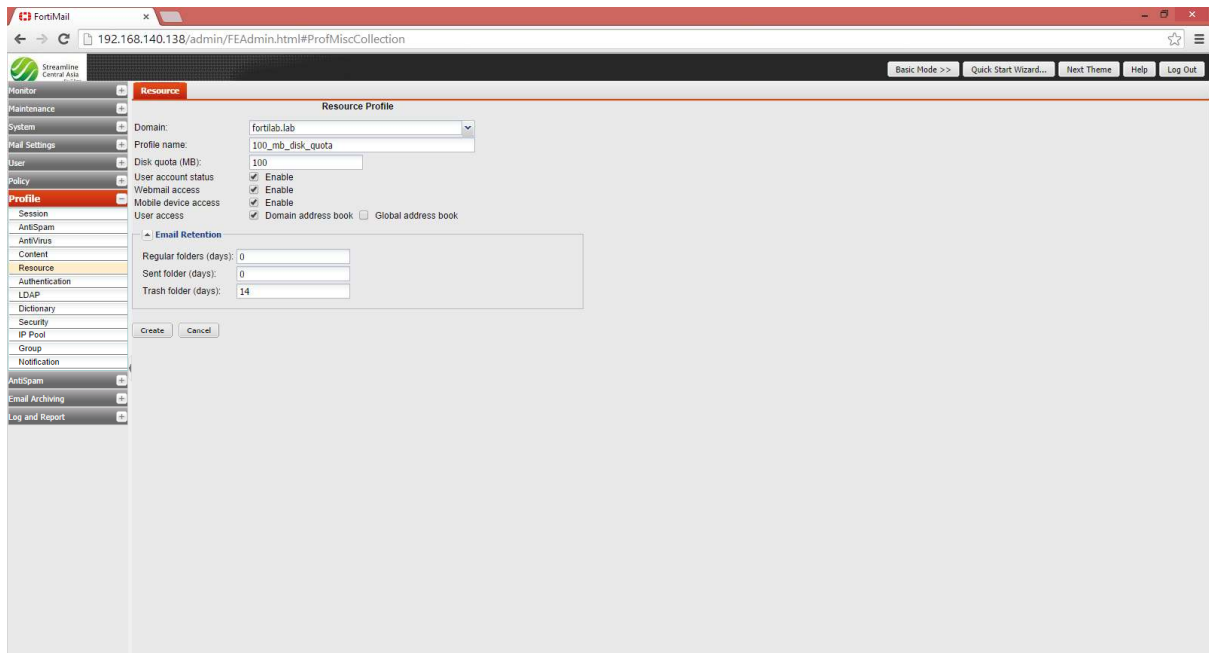 FortiMail
192.168.140.138/admin/FEAdmin.html#ProfMiscCollection
Streamline
Central Asia
Basic Mode >> Quick Start Wizard... Next Theme Help Log Out
Monitor
Maintenance
System
Mail Settings
User
Policy
Profile
Session
AntiSpam
AntiVirus
Content
Resource
Authentication
LDAP
Dictionary
Security
IP Pool
Group
Notification
AntiSpam
Email Archiving
Log and Report
Resource
Resource Profile
Domain: fortilab.lab
Profile name: 100_mb_disk_quota
Disk quota (MB): 100
User account status Enable
Webmail access Enable
Mobile device access Enable
User access Domain address book Global address book
Email Retention
Regular folders (days): 0
Sent folder (days): 0
Trash folder (days): 14
Create Cancel